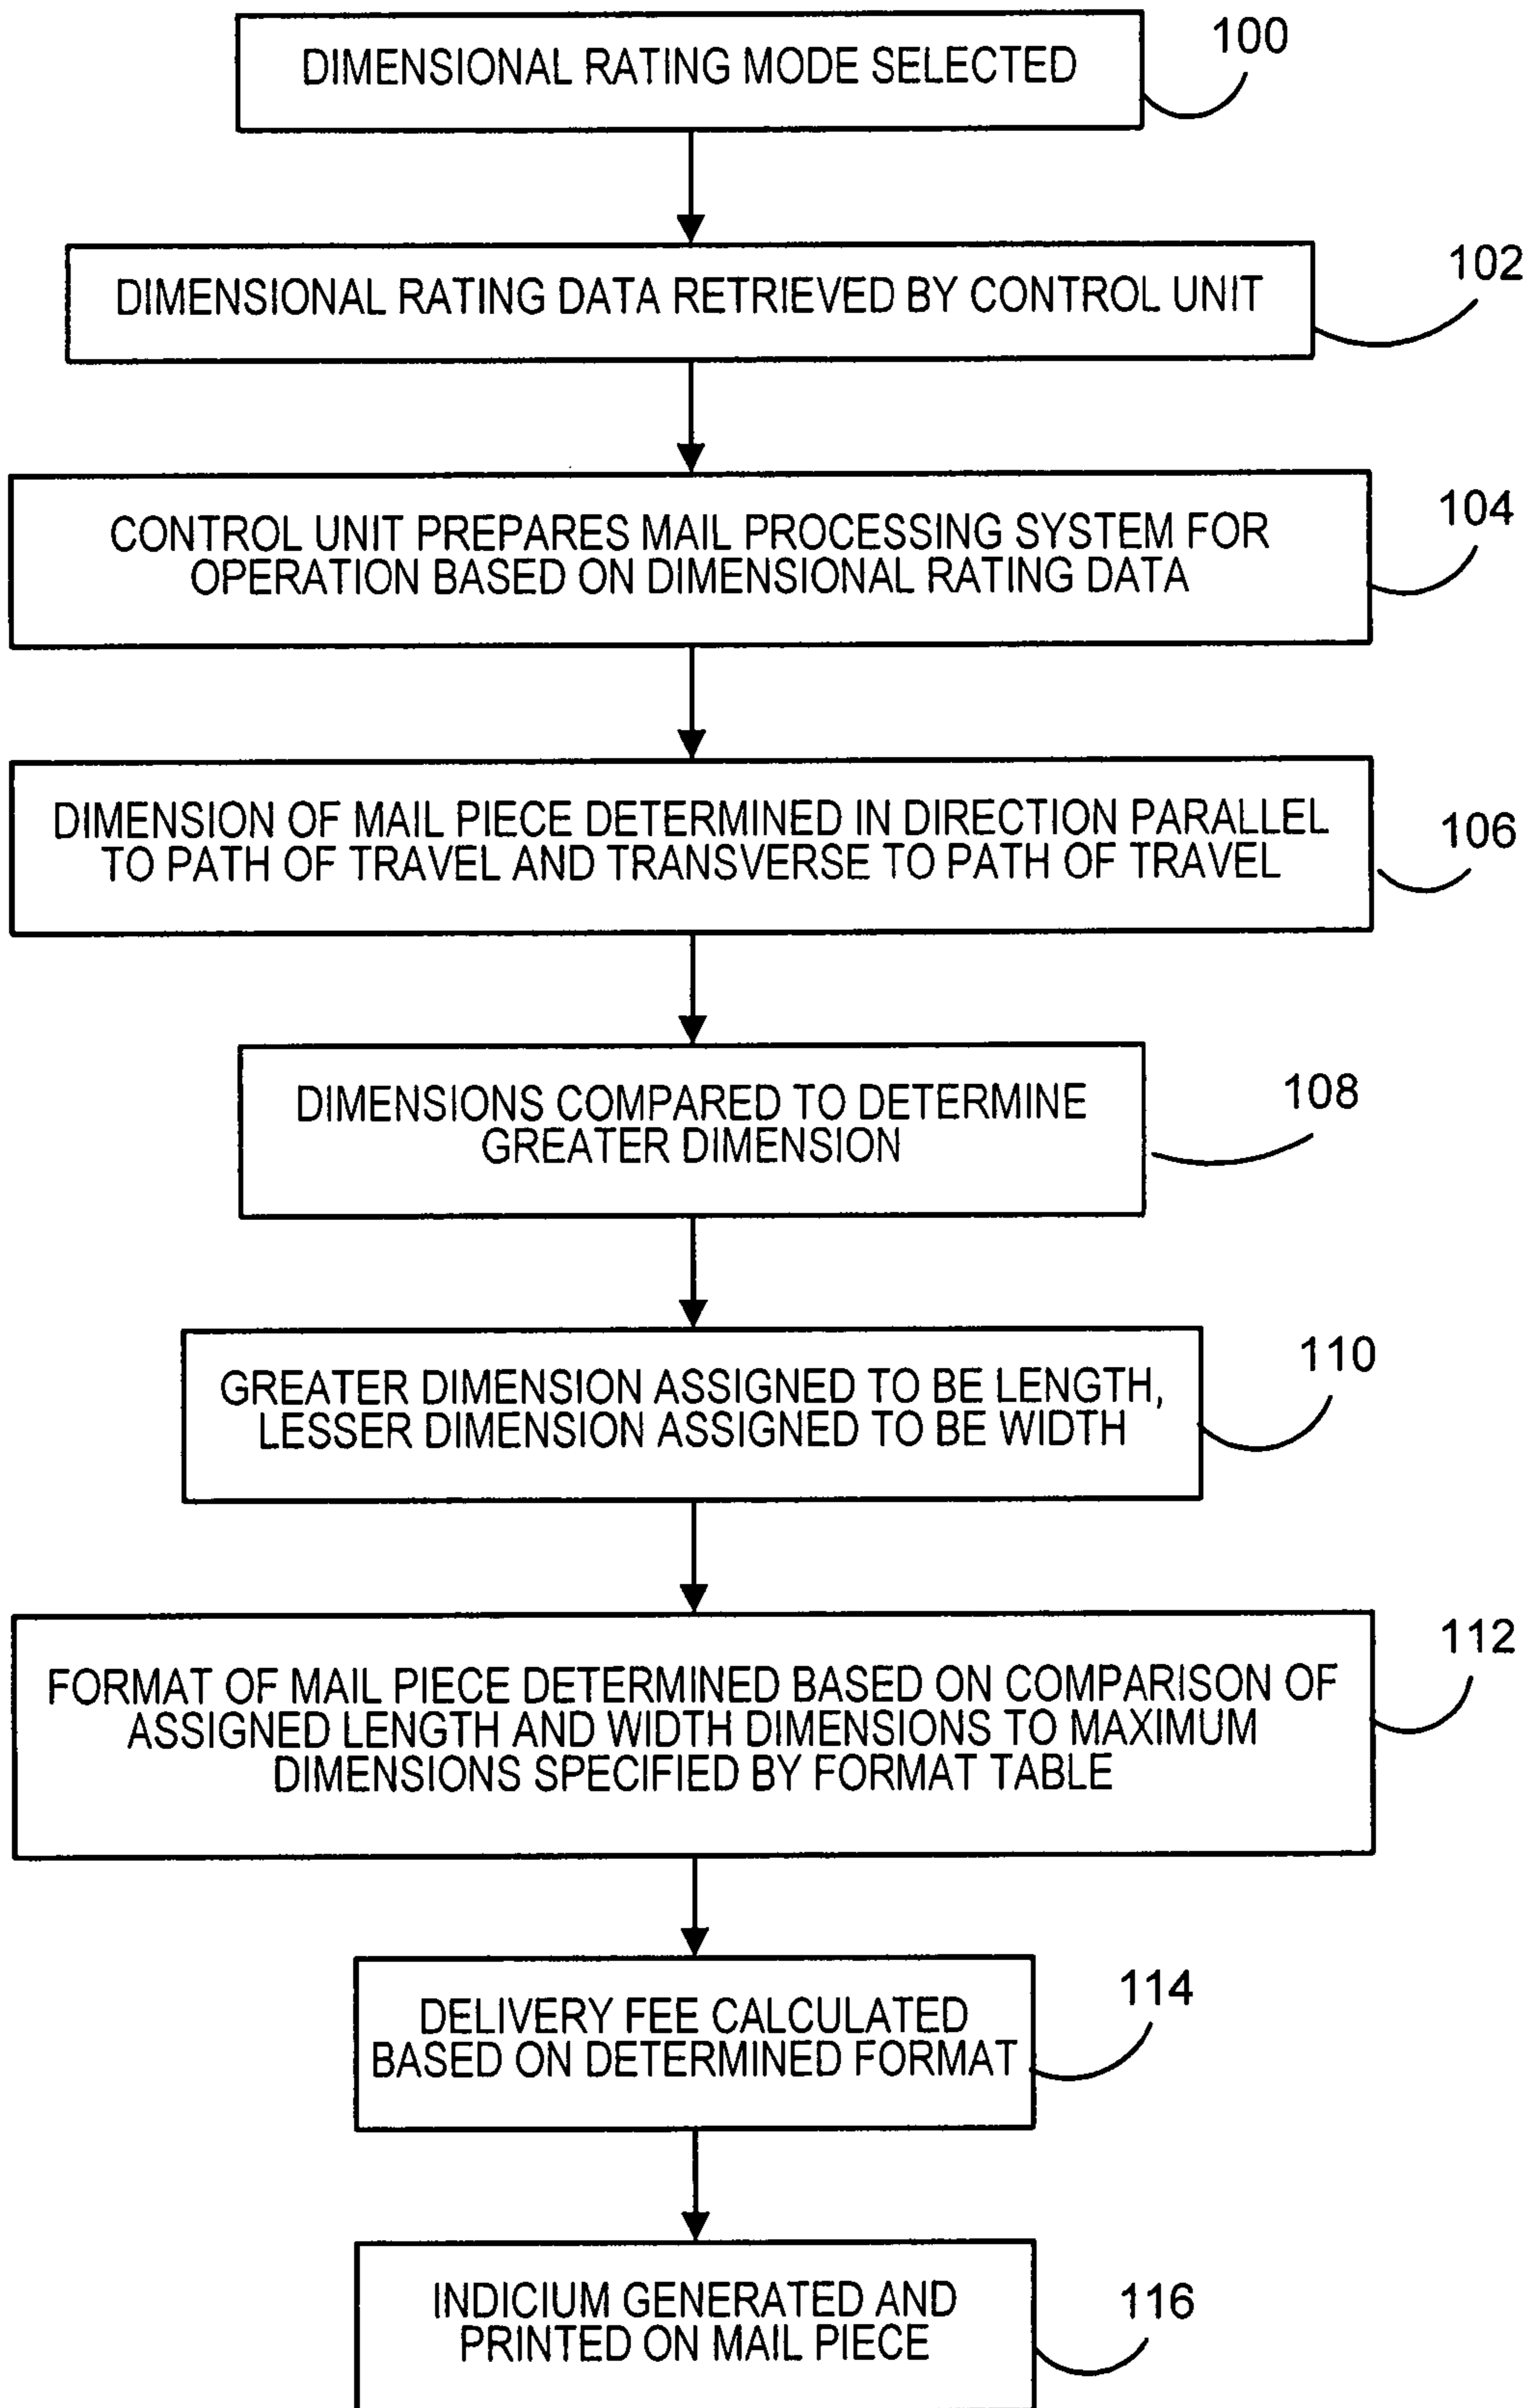 DIMENSIONAL RATING MODE SELECTED
100
DIMENSIONAL RATING DATA RETRIEVED BY CONTROL UNIT
102
CONTROL UNIT PREPARES MAIL PROCESSING SYSTEM FOR
OPERATION BASED ON DIMENSIONAL RATING DATA
104
DIMENSION OF MAIL PIECE DETERMINED IN DIRECTION PARALLEL
TO PATH OF TRAVEL AND TRANSVERSE TO PATH OF TRAVEL
106
DIMENSIONS COMPARED TO DETERMINE
GREATER DIMENSION
108
GREATER DIMENSION ASSIGNED TO BE LENGTH,
LESSER DIMENSION ASSIGNED TO BE WIDTH
110
FORMAT OF MAIL PIECE DETERMINED BASED ON COMPARISON OF
ASSIGNED LENGTH AND WIDTH DIMENSIONS TO MAXIMUM
DIMENSIONS SPECIFIED BY FORMAT TABLE
112
DELIVERY FEE CALCULATED
BASED ON DETERMINED FORMAT
114
INDICIUM GENERATED AND
PRINTED ON MAIL PIECE
116